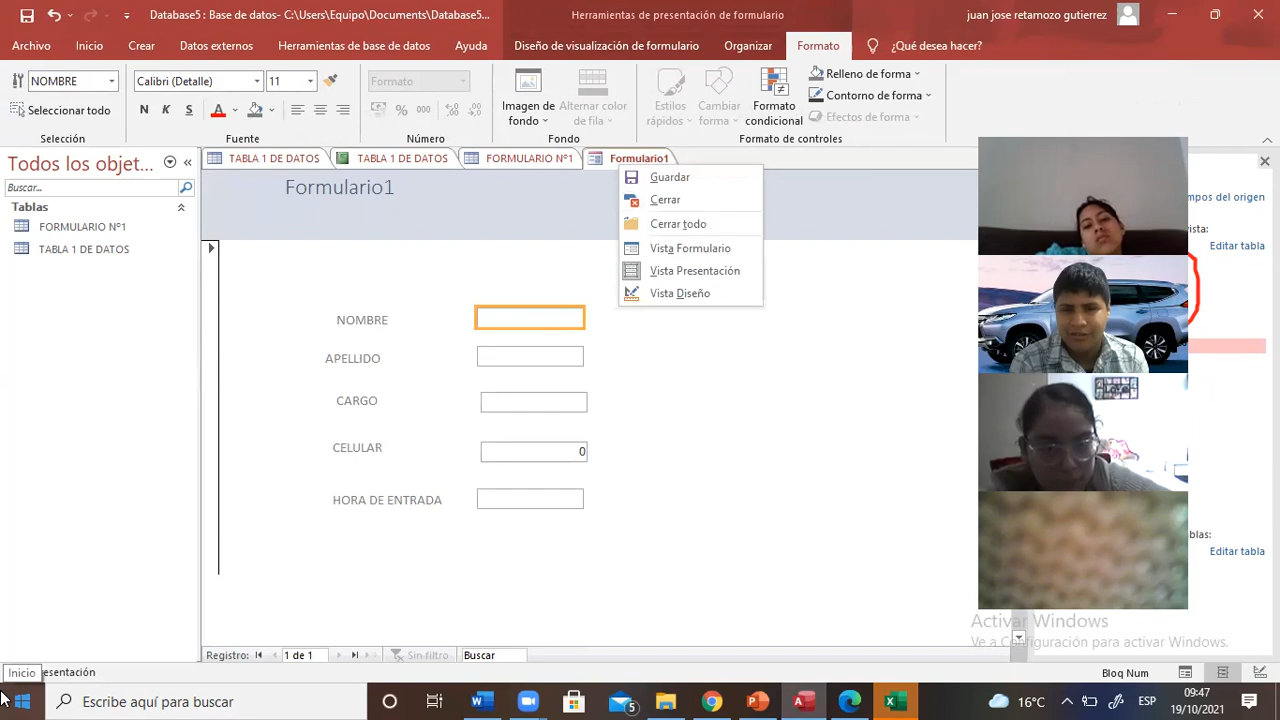 Database5 : Base de datos- C:\Users\Equipo\Documents\Database5...
Herramientas de presentación de formulario
juan jose retamozo gutierrez
Archivo Inicio Crear Datos externos Herramientas de base de datos Ayuda Diseño de visualización de formulario Organizar Formato ¿Qué desea hacer?
NOMBRE
Calibri (Detalle) 11
Formato
Relleno de forma
Seleccionar todo
N K S A
% 000
Imagen de fondo
Alternar color de fila
Estilos rápidos
Cambiar forma
Formato condicional
Contorno de forma
Efectos de forma
Selección Fuente Número Fondo Formato de controles
Todos los objet...
TABLA 1 DE DATOS TABLA 1 DE DATOS FORMULARIO Nº1 Formulario1
Buscar...
Formulario1
Tablas
FORMULARIO Nº1
TABLA 1 DE DATOS
Guardar
Cerrar
Cerrar todo
Vista Formulario
Vista Presentación
Vista Diseño
mpos del origen
vista:
Editar tabla
NOMBRE
APELLIDO
CARGO
CELULAR 0
HORA DE ENTRADA
blas:
Editar tabla
Activar Windows
Ve a Configuración para activar Windows.
Registro: 1 de 1 Sin filtro Buscar
Inicio
presentación
Bloq Num
Escribe aquí para buscar
5
16°C
ESP
09:47
19/10/2021